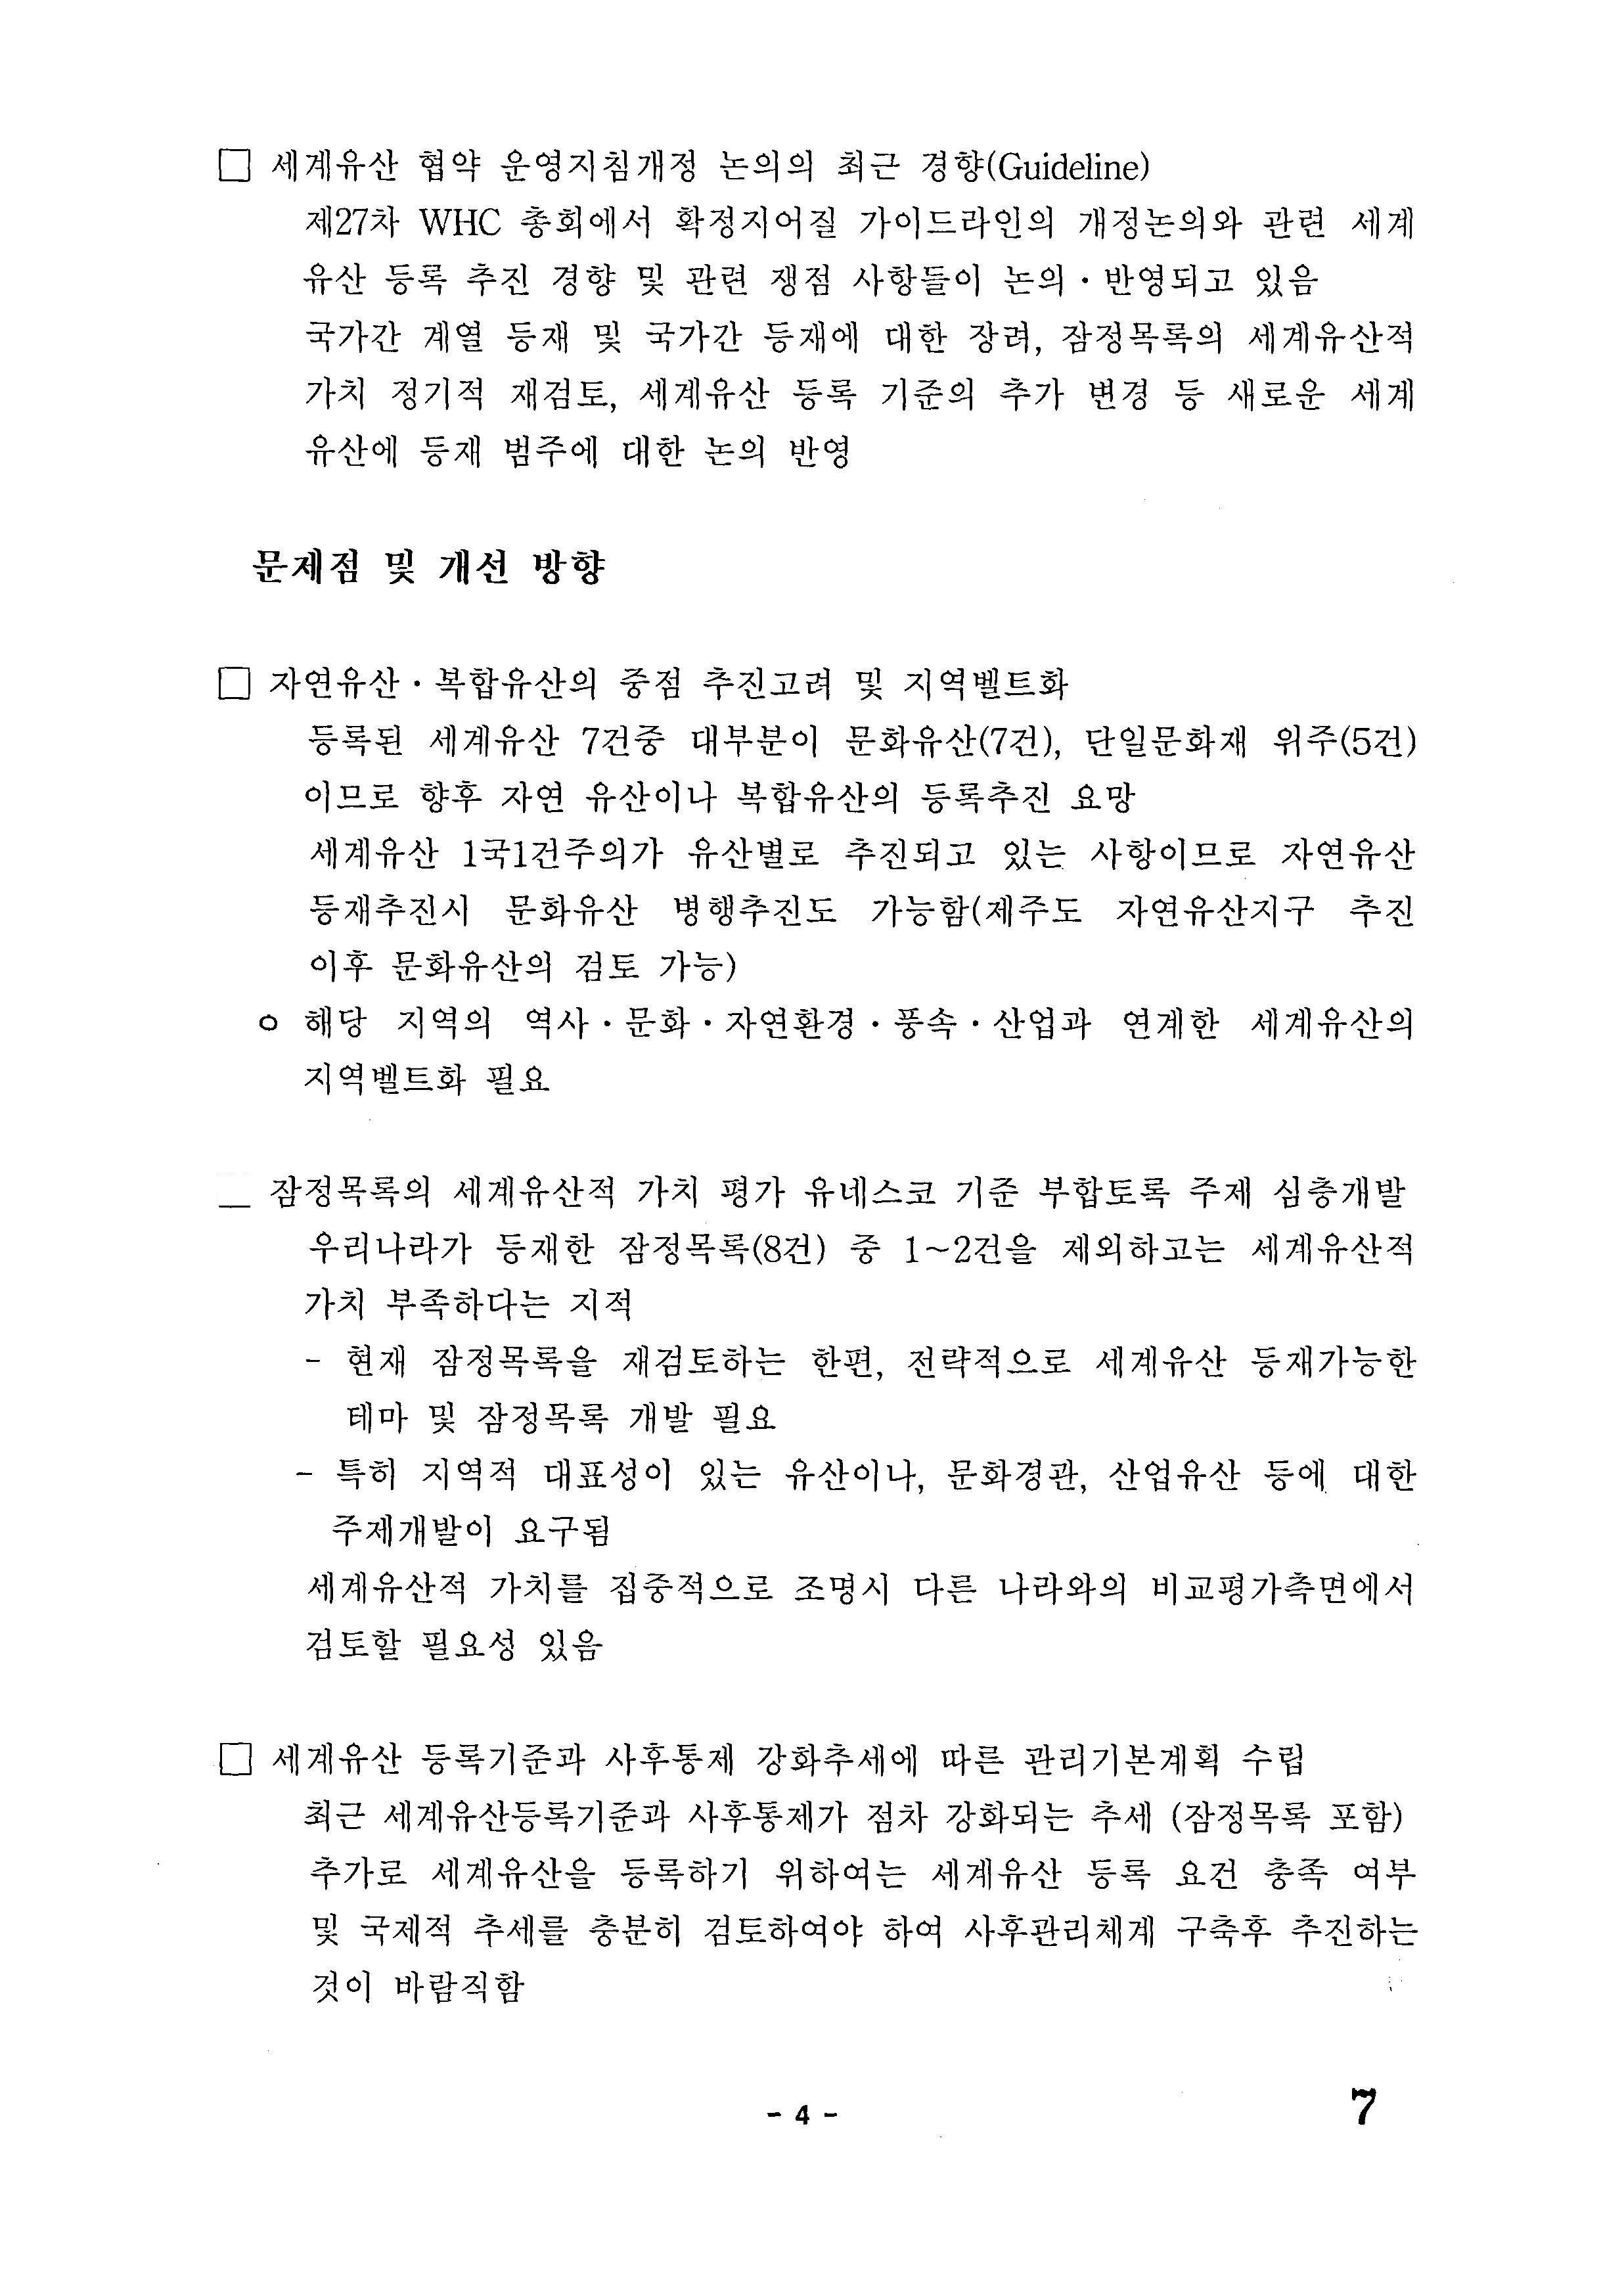 □ 세계유산 협약 운영지침개정 논의의 최근 경향(Guideline)
제27차 WHC 총회에서 확정지어질 가이드라인의 개정논의와 관련 세계
유산 등록 추진 경향 및 관련 쟁점 사항들이 논의·반영되고 있음
국가간 계열 등재 및 국가간 등재에 대한 장려, 잠정목록의 세계유산적
가치 정기적 재검토, 세계유산 등록 기준의 추가 변경 등 새로운 세계
유산에 등재 범주에 대한 논의 반영
문제점 및 개선 방향
□ 자연유산·복합유산의 중점 추진고려 및 지역벨트화
등록된 세계유산 7건중 대부분이 문화유산(7건), 단일문화재 위주(5건)
이므로 향후 자연 유산이나 복합유산의 등록추진 요망
세계유산 1국1건주의가 유산별로 추진되고 있는 사항이므로 자연유산
등재추진시 문화유산 병행추진도 가능함(제주도 자연유산지구 추진
이후 문화유산의 검토 가능)
ㅇ 해당 지역의 역사·문화·자연환경·풍속·산업과 연계한 세계유산의
지역벨트화 필요
_ 잠정목록의 세계유산적 가치 평가 유네스코 기준 부합토록 주제 심층개발
우리나라가 등재한 잠정목록(8건) 중 1~2건을 제외하고는 세계유산적
가치 부족하다는 지적
- 현재 잠정목록을 재검토하는 한편, 전략적으로 세계유산 등재가능한
테마 및 잠정목록 개발 필요
- 특히 지역적 대표성이 있는 유산이나, 문화경관, 산업유산 등에 대한
주제개발이 요구됨
세계유산적 가치를 집중적으로 조명시 다른 나라와의 비교평가측면에서
검토할 필요성 있음
□ 세계유산 등록기준과 사후통제 강화추세에 따른 관리기본계획 수립
최근 세계유산등록기준과 사후통제가 점차 강화되는 추세 (잠정목록 포함)
추가로 세계유산을 등록하기 위하여는 세계유산 등록 요건 충족 여부
및 국제적 추세를 충분히 검토하여야 하여 사후관리체계 구축후 추진하는
것이 바람직함
- 4 -
7